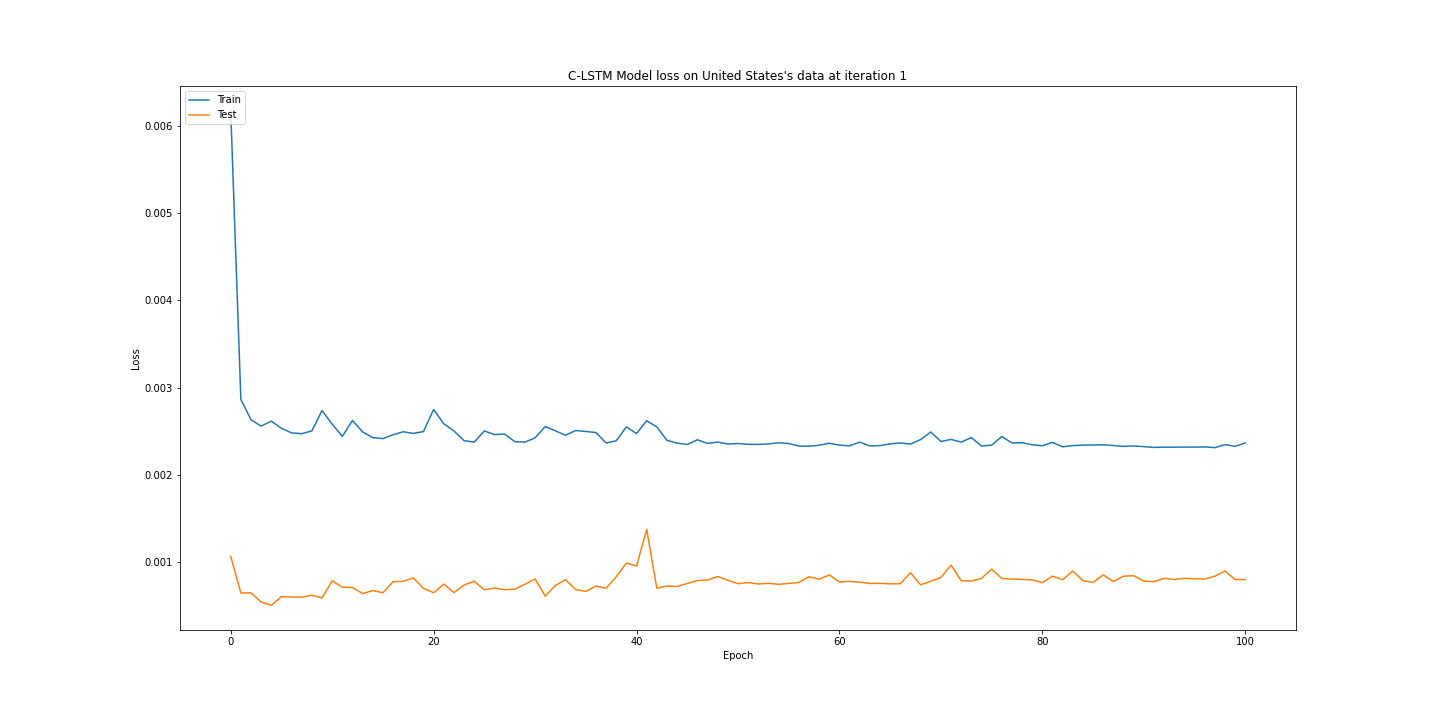 C-LSTM Model loss on United States's data at iteration 1
Train
Test
0.006
0.005
0.004
0.003
0.002
0.001
Loss
0 20 40 60 80 100
Epoch